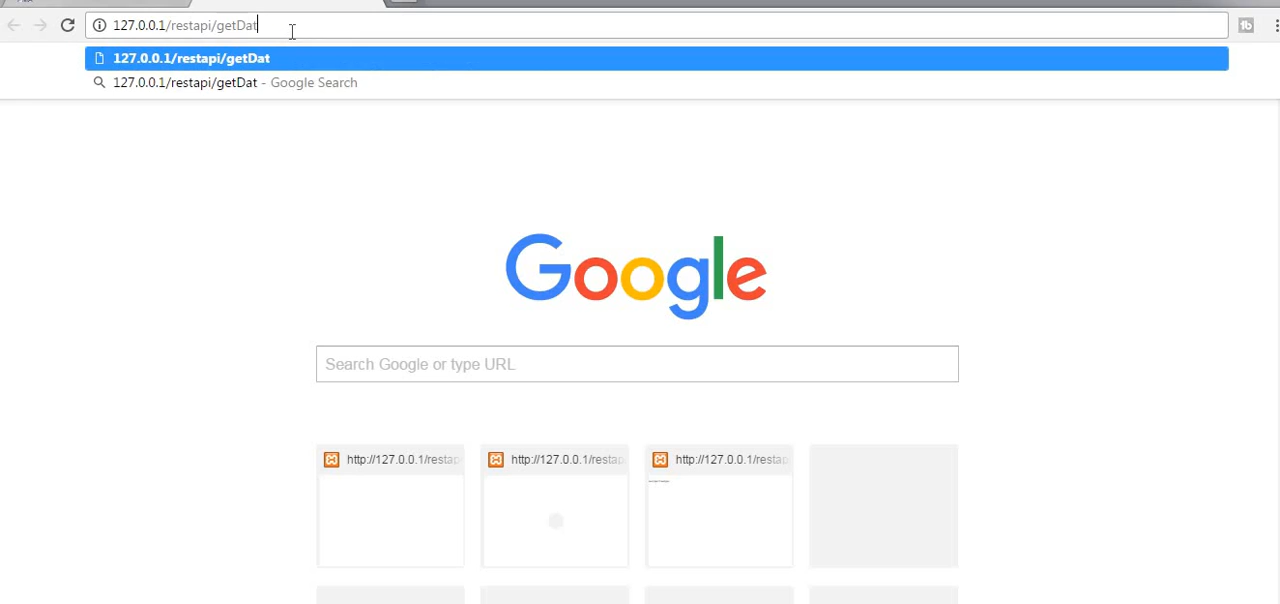 127.0.0.1/restapi/getDat
127.0.0.1/restapi/getDat
127.0.0.1/restapi/getDat - Google Search
Google
Search Google or type URL
http://127.0.0.1/restap
http://127.0.0.1/restap
http://127.0.0.1/restap